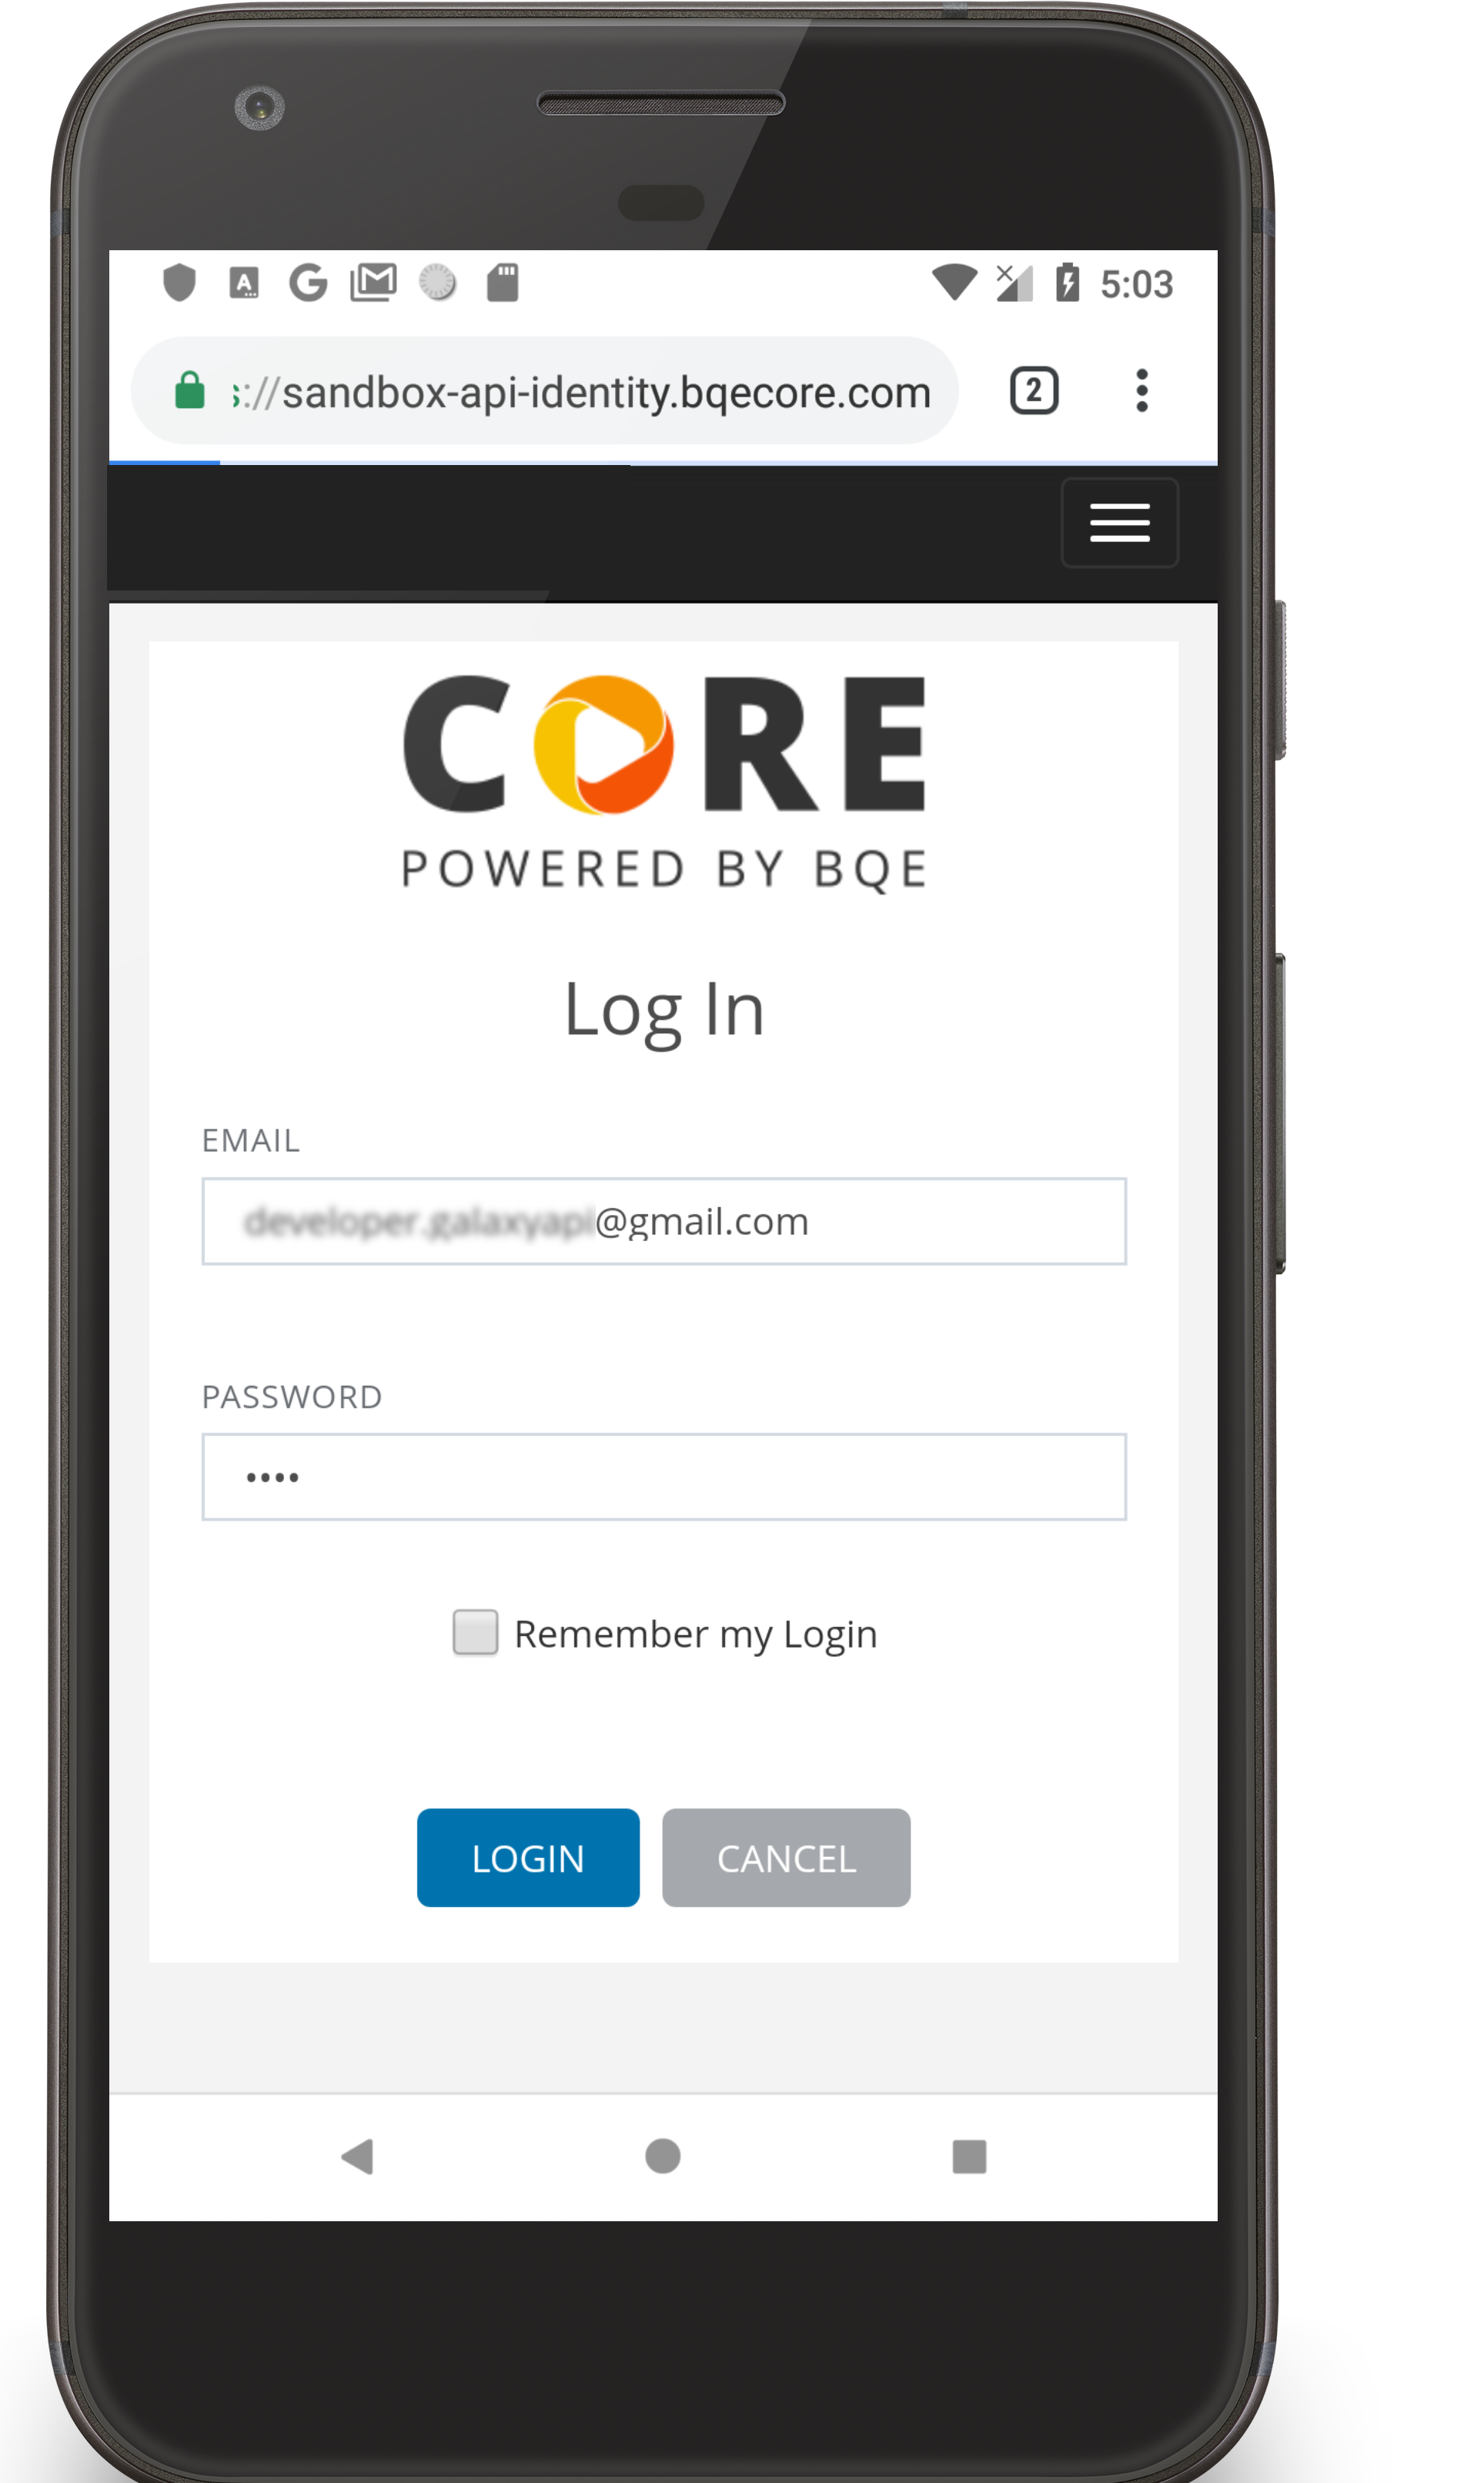 5:03
s://sandbox-api-identity.bqecore.com
2
CORE
POWERED BY BQE
Log In
EMAIL
@gmail.com
PASSWORD
••••
Remember my Login
LOGIN CANCEL